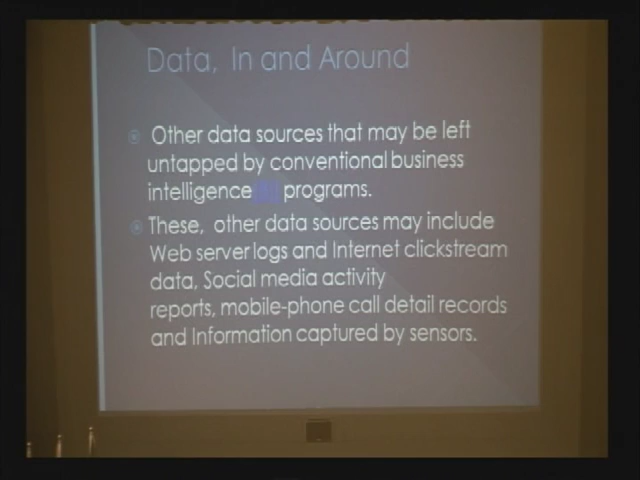 Data, In and Around
Other data sources that may be left
untapped by conventional business
intelligence programs.
These, other data sources may include
Web server logs and Internet clickstream
data, Social media activity
reports, mobile-phone call detail records
and Information captured by sensors.